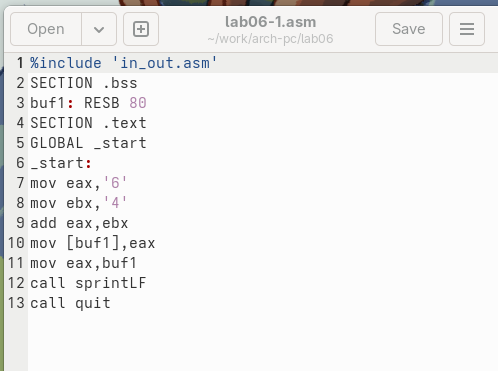 Open
lab06-1.asm
~/work/arch-pc/lab06
Save
1 %include 'in_out.asm'
2 SECTION .bss
3 buf1: RESB 80
4 SECTION .text
5 GLOBAL _start
6 _start:
7 mov eax,'6'
8 mov ebx,'4'
9 add eax,ebx
10 mov [buf1],eax
11 mov eax,buf1
12 call sprintLF
13 call quit